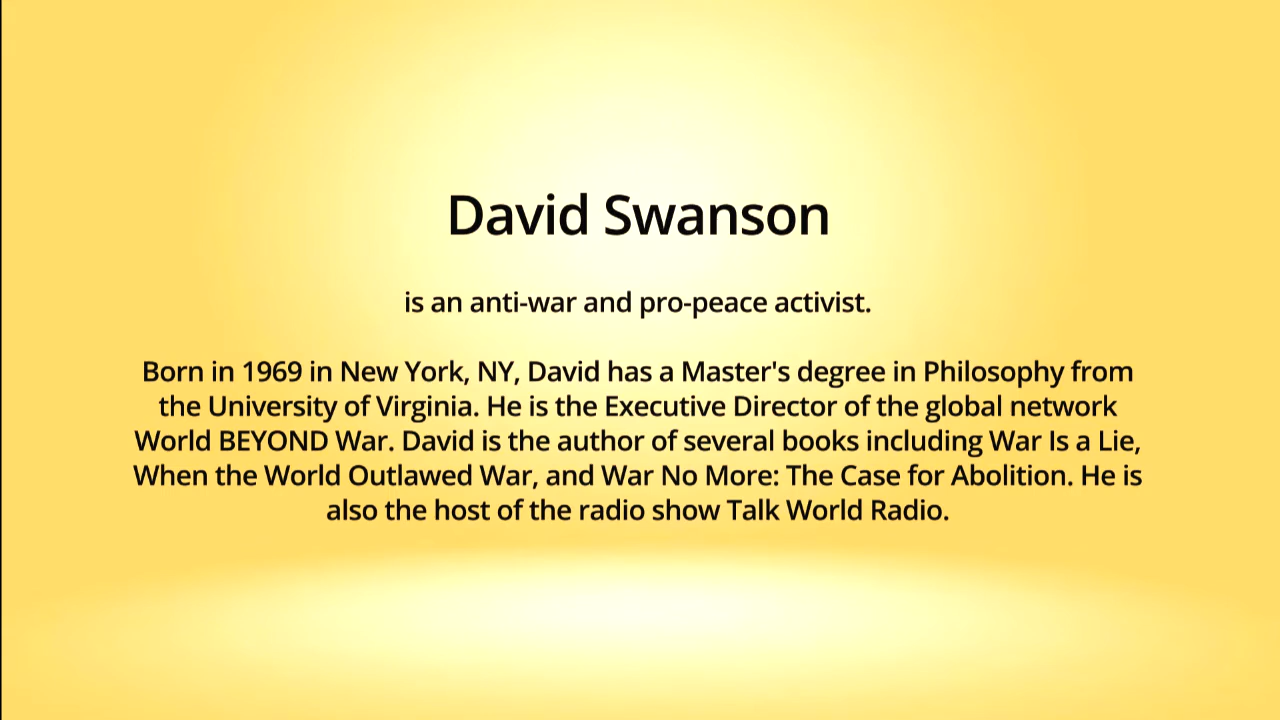 David Swanson
is an anti-war and pro-peace activist.
Born in 1969 in New York, NY, David has a Master's degree in Philosophy from
the University of Virginia. He is the Executive Director of the global network
World BEYOND War. David is the author of several books including War Is a Lie,
When the World Outlawed War, and War No More: The Case for Abolition. He is
also the host of the radio show Talk World Radio.